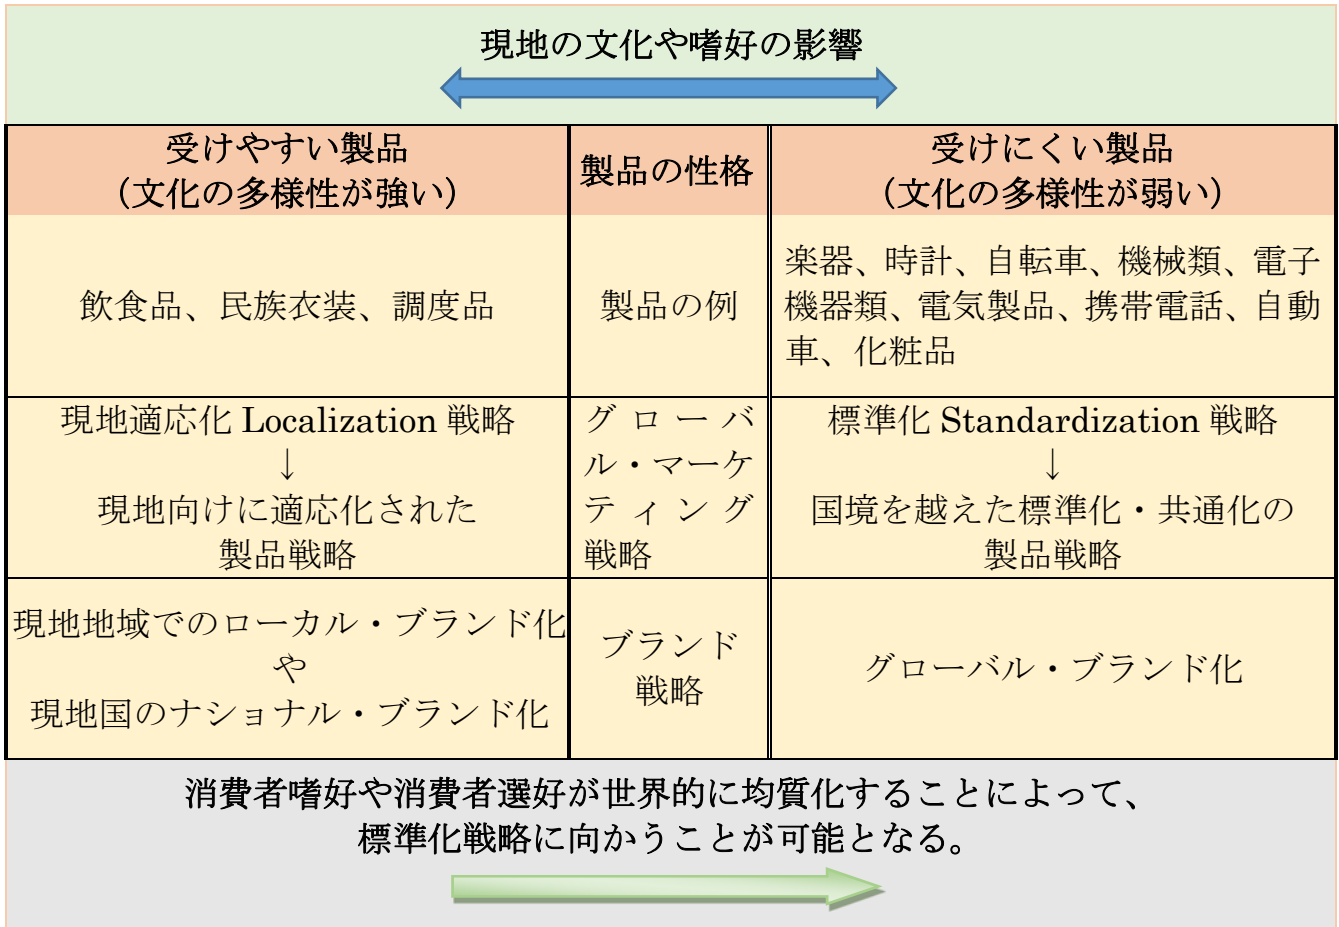 現地の文化や嗜好の影響
受けやすい製品
（文化の多様性が強い）
製品の性格
受けにくい製品
（文化の多様性が弱い）
飲食品、民族衣装、調度品
製品の例
楽器、時計、自転車、機械類、電子
機器類、電気製品、携帯電話、自動
車、化粧品
現地適応化 Localization 戦略
↓
現地向けに適応化された
製品戦略
グローバ
ル・マーケ
ティング
戦略
標準化 Standardization 戦略
↓
国境を越えた標準化・共通化の
製品戦略
現地地域でのローカル・ブランド化
や
現地国のナショナル・ブランド化
ブランド
戦略
グローバル・ブランド化
消費者嗜好や消費者選好が世界的に均質化することによって、
標準化戦略に向かうことが可能となる。